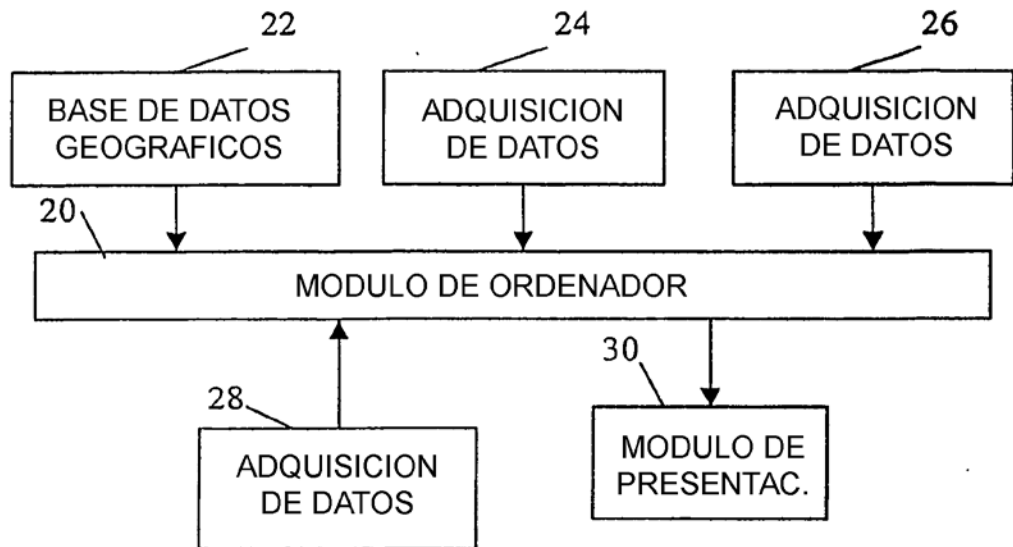 22
24
26
BASE DE DATOS
GEOGRAFICOS
ADQUISICION
DE DATOS
ADQUISICION
DE DATOS
20
MODULO DE ORDENADOR
30
28
ADQUISICION
DE DATOS
MODULO DE
PRESENTAC.